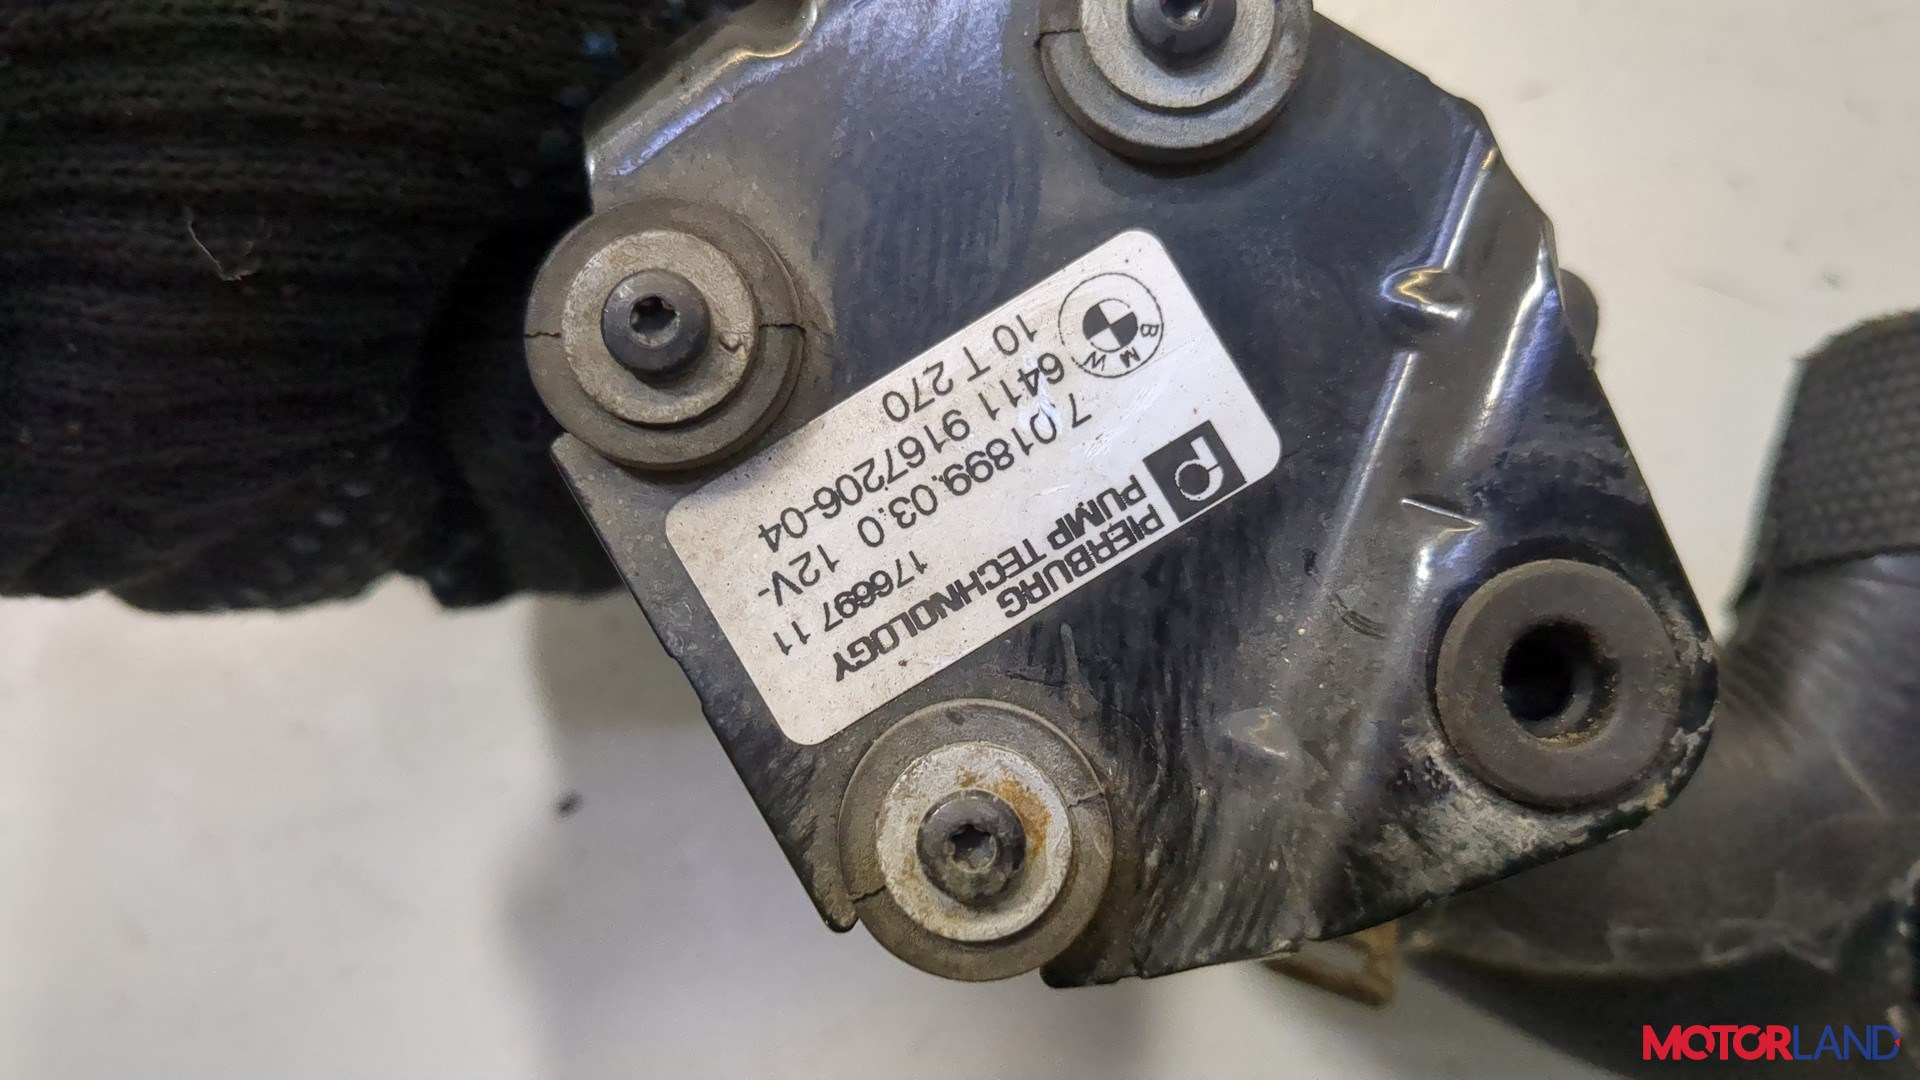 PIERBURG
PUMP TECHNOLOGY
176697 11
7.01899.03.0 12V-
6411 9167206-04
10 T 270
BMW
MOTORLAND